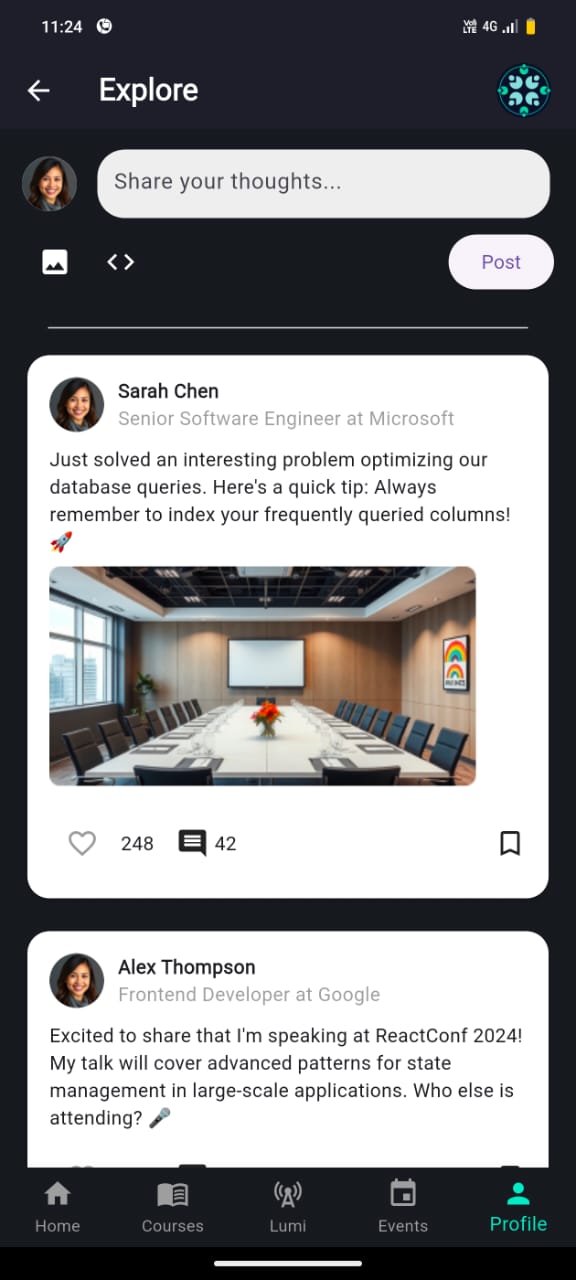 11:24
VoLTE 4G
Explore
Share your thoughts...
Post
Sarah Chen
Senior Software Engineer at Microsoft
Just solved an interesting problem optimizing our
database queries. Here's a quick tip: Always
remember to index your frequently queried columns!
🚀
248 42
Alex Thompson
Frontend Developer at Google
Excited to share that I'm speaking at ReactConf 2024!
My talk will cover advanced patterns for state
management in large-scale applications. Who else is
attending? 🎤
Home Courses Lumi Events Profile